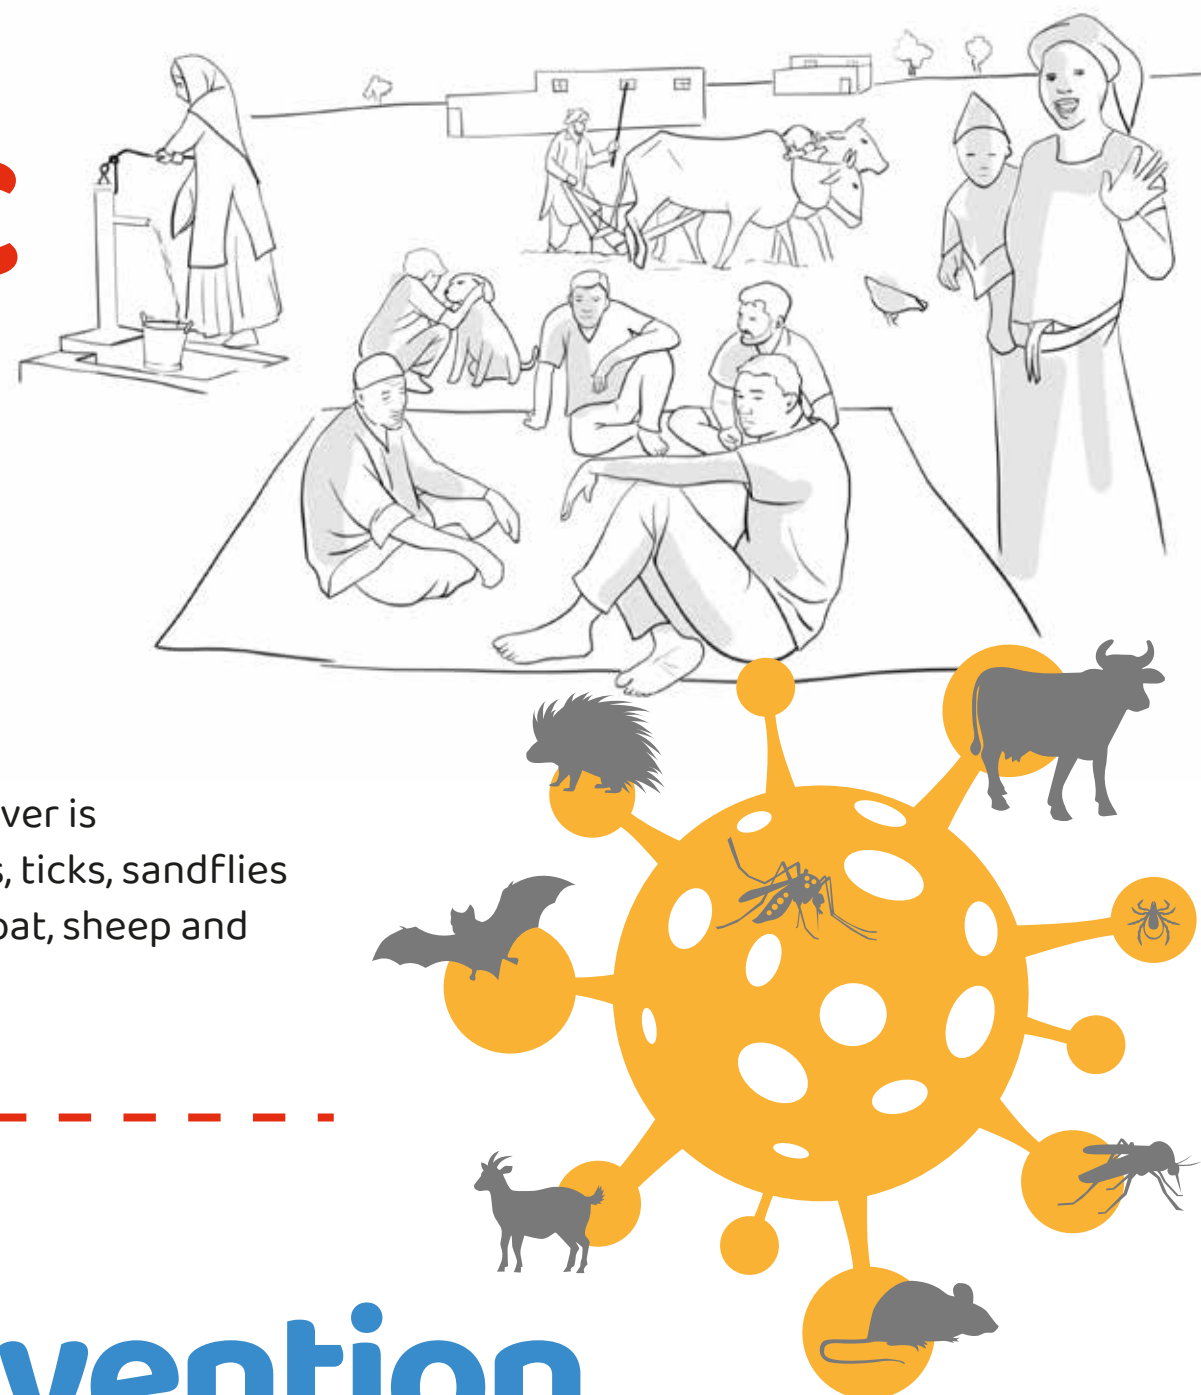 c
ver is
s, ticks, sandflies
oat, sheep and
vention